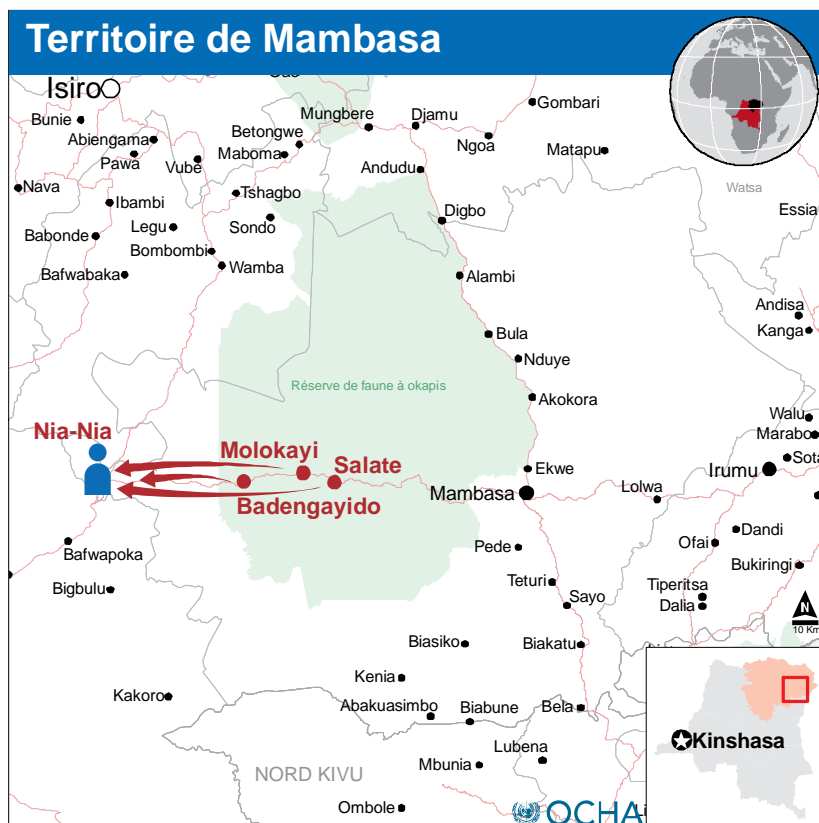 Territoire de Mambasa
Isiro
Bunie
Abiengama
Pawa
Vube
Betongwe
Maboma
Mungbere
Djamu
Gombari
Ngoa
Matapu
Andudu
Watsa
Nava
Ibambi
Tshagbo
Legu
Sondo
Digbo
Essia
Babonde
Bombombi
Wamba
Bafwabaka
Alambi
Andisa
Kanga
Bula
Nduye
Réserve de faune à okapis
Akokora
Walu
Marabo
Nia-Nia
Molokayi
Salate
Badengayido
Ekwe
Mambasa
Lolwa
Irumu
Sota
Bafwapoka
Bigbulu
Pede
Ofai
Dandi
Bukiringi
Teturi
Sayo
Tiperitsa
Dalia
N
10 Km
Biasiko
Biakatu
Kenia
Kakoro
Abakuasimbo
Biabune
Bela
Kinshasa
NORD KIVU
Lubena
Mbunia
Ombole
OCHA